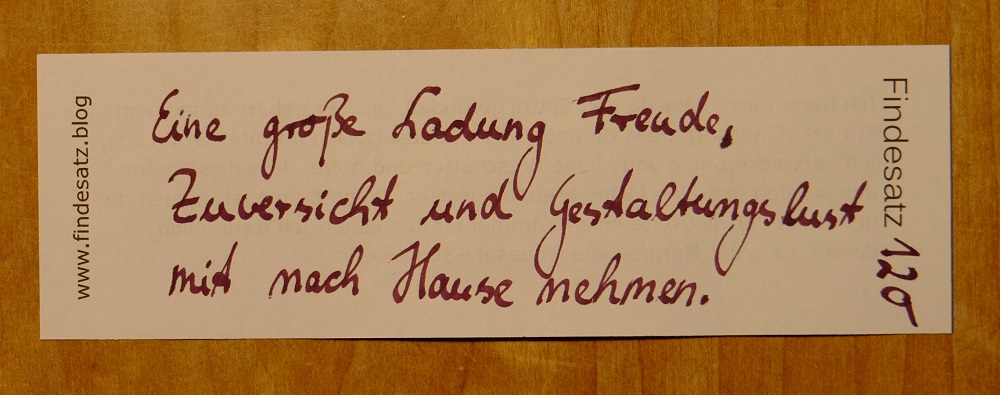 www.findesatz.blog
Eine große Ladung Freude,
Zuversicht und Gestaltungslust
mit nach Hause nehmen.
Findesatz 120